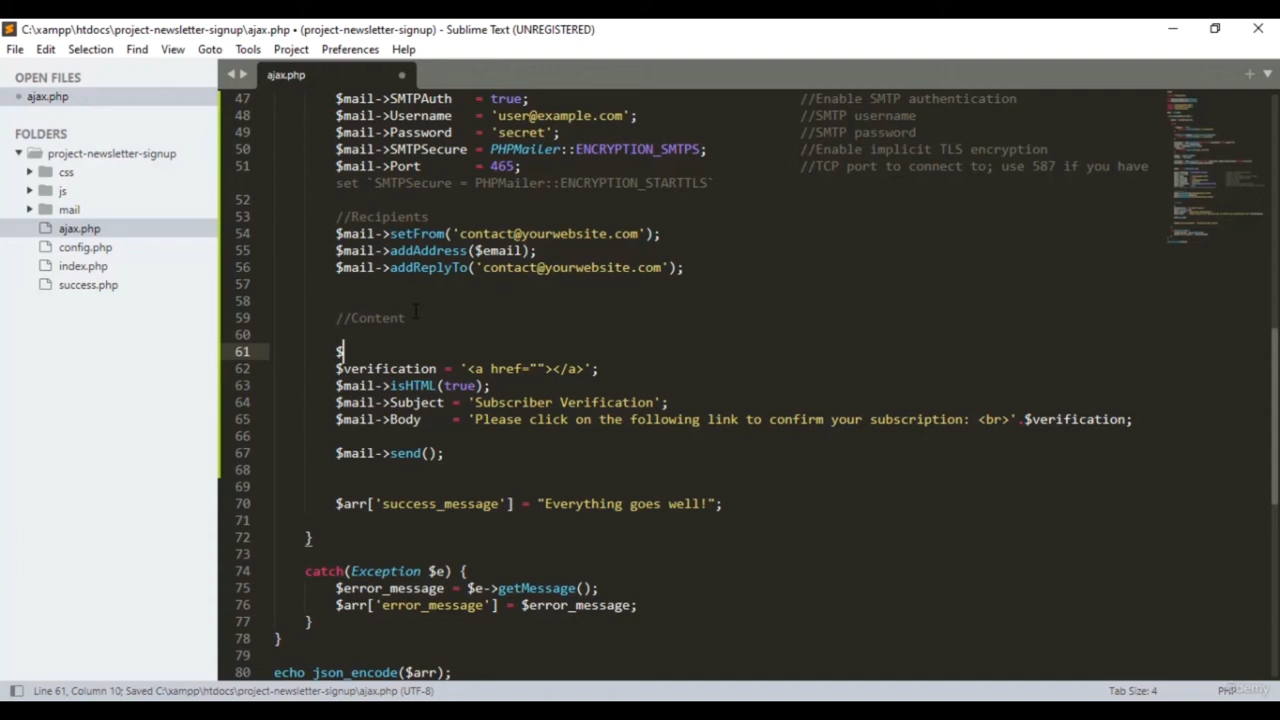 C:\xampp\htdocs\project-newsletter-signup\ajax.php • (project-newsletter-signup) - Sublime Text (UNREGISTERED)
File Edit Selection Find View Goto Tools Project Preferences Help
OPEN FILES
ajax.php
FOLDERS
project-newsletter-signup
css
js
mail
ajax.php
config.php
index.php
success.php
ajax.php
47 $mail->SMTPAuth = true; //Enable SMTP authentication
48 $mail->Username = 'user@example.com'; //SMTP username
49 $mail->Password = 'secret'; //SMTP password
50 $mail->SMTPSecure = PHPMailer::ENCRYPTION_SMTPS; //Enable implicit TLS encryption
51 $mail->Port = 465; //TCP port to connect to; use 587 if you have
set `SMTPSecure = PHPMailer::ENCRYPTION_STARTTLS`
52
53 //Recipients
54 $mail->setFrom('contact@yourwebsite.com');
55 $mail->addAddress($email);
56 $mail->addReplyTo('contact@yourwebsite.com');
57
58
59 //Content
60
61 $
62 $verification = '<a href=""></a>';
63 $mail->isHTML(true);
64 $mail->Subject = 'Subscriber Verification';
65 $mail->Body = 'Please click on the following link to confirm your subscription: <br>'.$verification;
66
67 $mail->send();
68
69
70 $arr['success_message'] = "Everything goes well!";
71
72 }
73
74 catch(Exception $e) {
75 $error_message = $e->getMessage();
76 $arr['error_message'] = $error_message;
77 }
78 }
79
80 echo json_encode($arr);
Line 61, Column 10; Saved C:\xampp\htdocs\project-newsletter-signup\ajax.php (UTF-8) Tab Size: 4